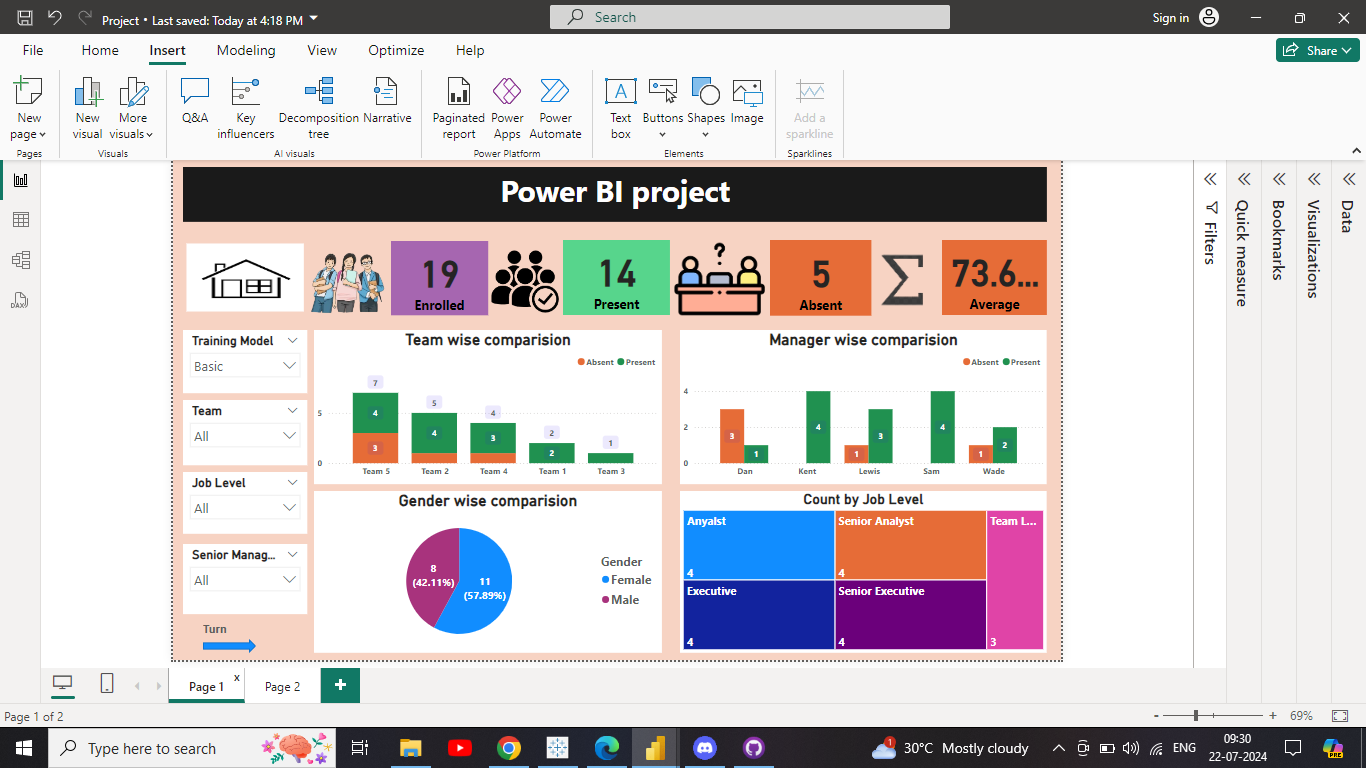 Project • Last saved: Today at 4:18 PM
Search
Sign in
File Home Insert Modeling View Optimize Help
Share
New page
New visual
More visuals
Q&A
Key influencers
Decomposition tree
Narrative
Paginated report
Power Apps
Power Automate
Text box
Buttons
Shapes
Image
Add a sparkline
Pages
Visuals
AI visuals
Power Platform
Elements
Sparklines
Power BI project
19
Enrolled
14
Present
5
Absent
73.6...
Average
Training Model
Basic
Team
All
Job Level
All
Senior Manag...
All
Turn
Team wise comparision
Absent Present
7
5
4
2
1
5
0
4
4
3
2
3
Team 5 Team 2 Team 4 Team 1 Team 3
Manager wise comparision
Absent Present
4
2
0
3
1
4
1
3
4
1
2
Dan Kent Lewis Sam Wade
Gender wise comparision
8
(42.11%)
11
(57.89%)
Gender
Female
Male
Count by Job Level
Anyalst
4
Senior Analyst
4
Team L...
3
Executive
4
Senior Executive
4
Filters
Quick measure
Bookmarks
Visualizations
Data
DAX
Page 1 x
Page 2
+
Page 1 of 2
- + 69%
Type here to search
1
30°C Mostly cloudy
ENG
09:30
22-07-2024
PRE